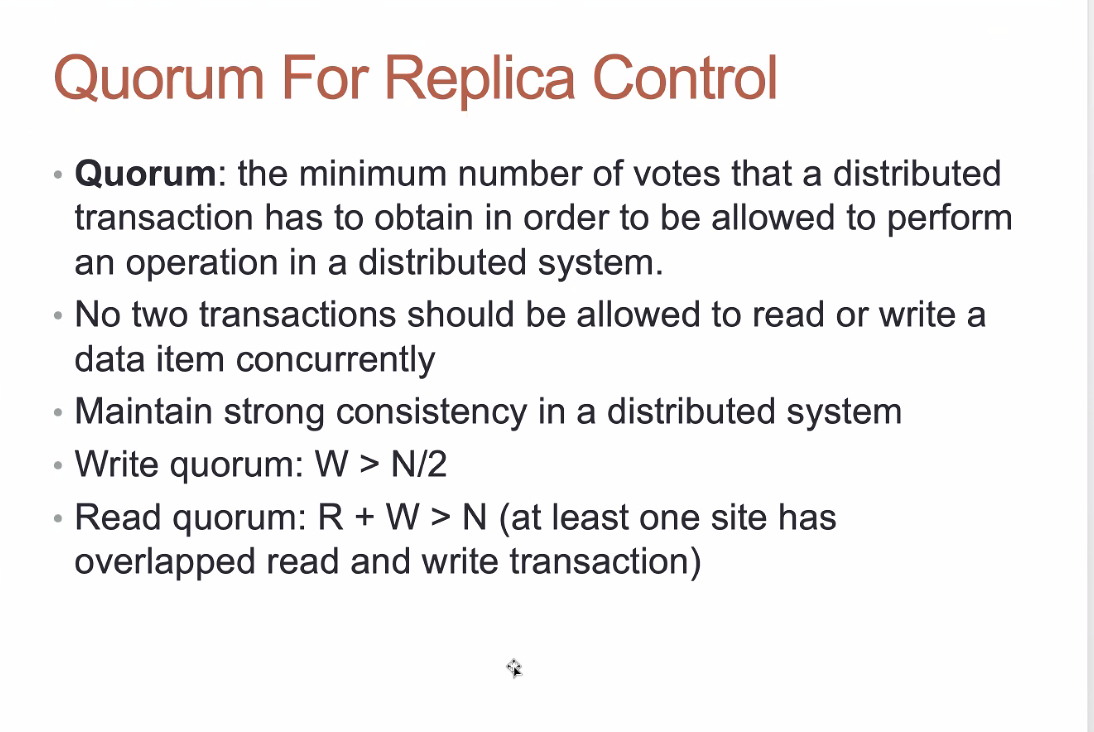 Quorum For Replica Control
• Quorum: the minimum number of votes that a distributed
transaction has to obtain in order to be allowed to perform
an operation in a distributed system.
• No two transactions should be allowed to read or write a
data item concurrently
• Maintain strong consistency in a distributed system
• Write quorum: W > N/2
• Read quorum: R + W > N (at least one site has
overlapped read and write transaction)